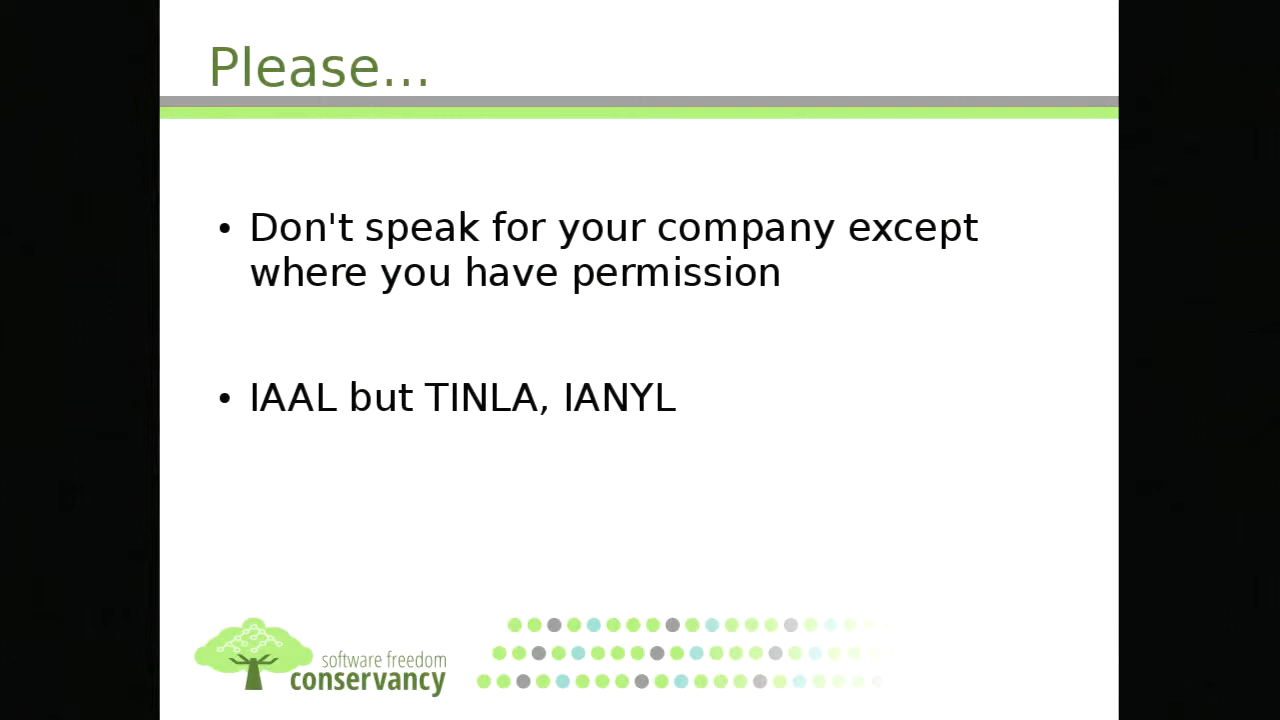 Please...
• Don't speak for your company except
where you have permission
• IAAL but TINLA, IANYL
software freedom
conservancy